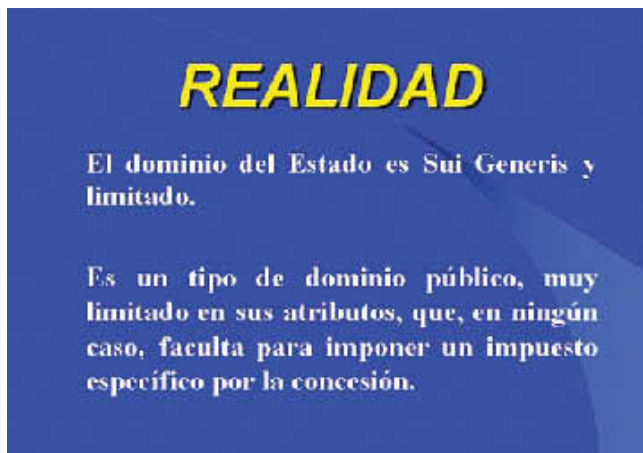 REALIDAD
El dominio del Estado es Sui Generis y
limitado.
Es un tipo de dominio público, muy
limitado en sus atributos, que, en ningún
caso, faculta para imponer un impuesto
específico por la concesión.